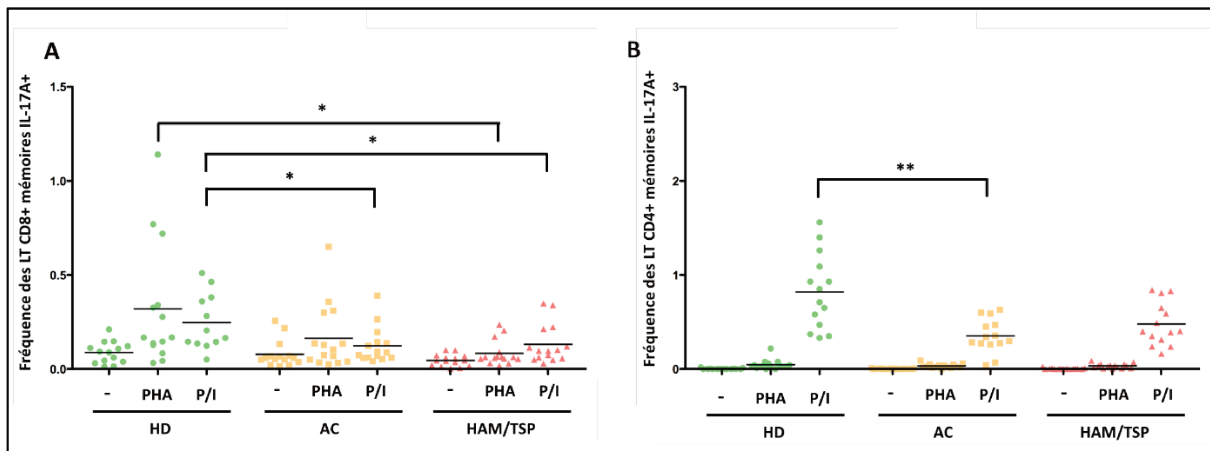 A
Fréquence des LT CD8+ mémoires IL-17A+
1.5
1.0
0.5
0.0
*
*
*
- PHA P/I - PHA P/I - PHA P/I
HD AC HAM/TSP
B
Fréquence des LT CD4+ mémoires IL-17A+
3
2
1
0
**
- PHA P/I - PHA P/I - PHA P/I
HD AC HAM/TSP